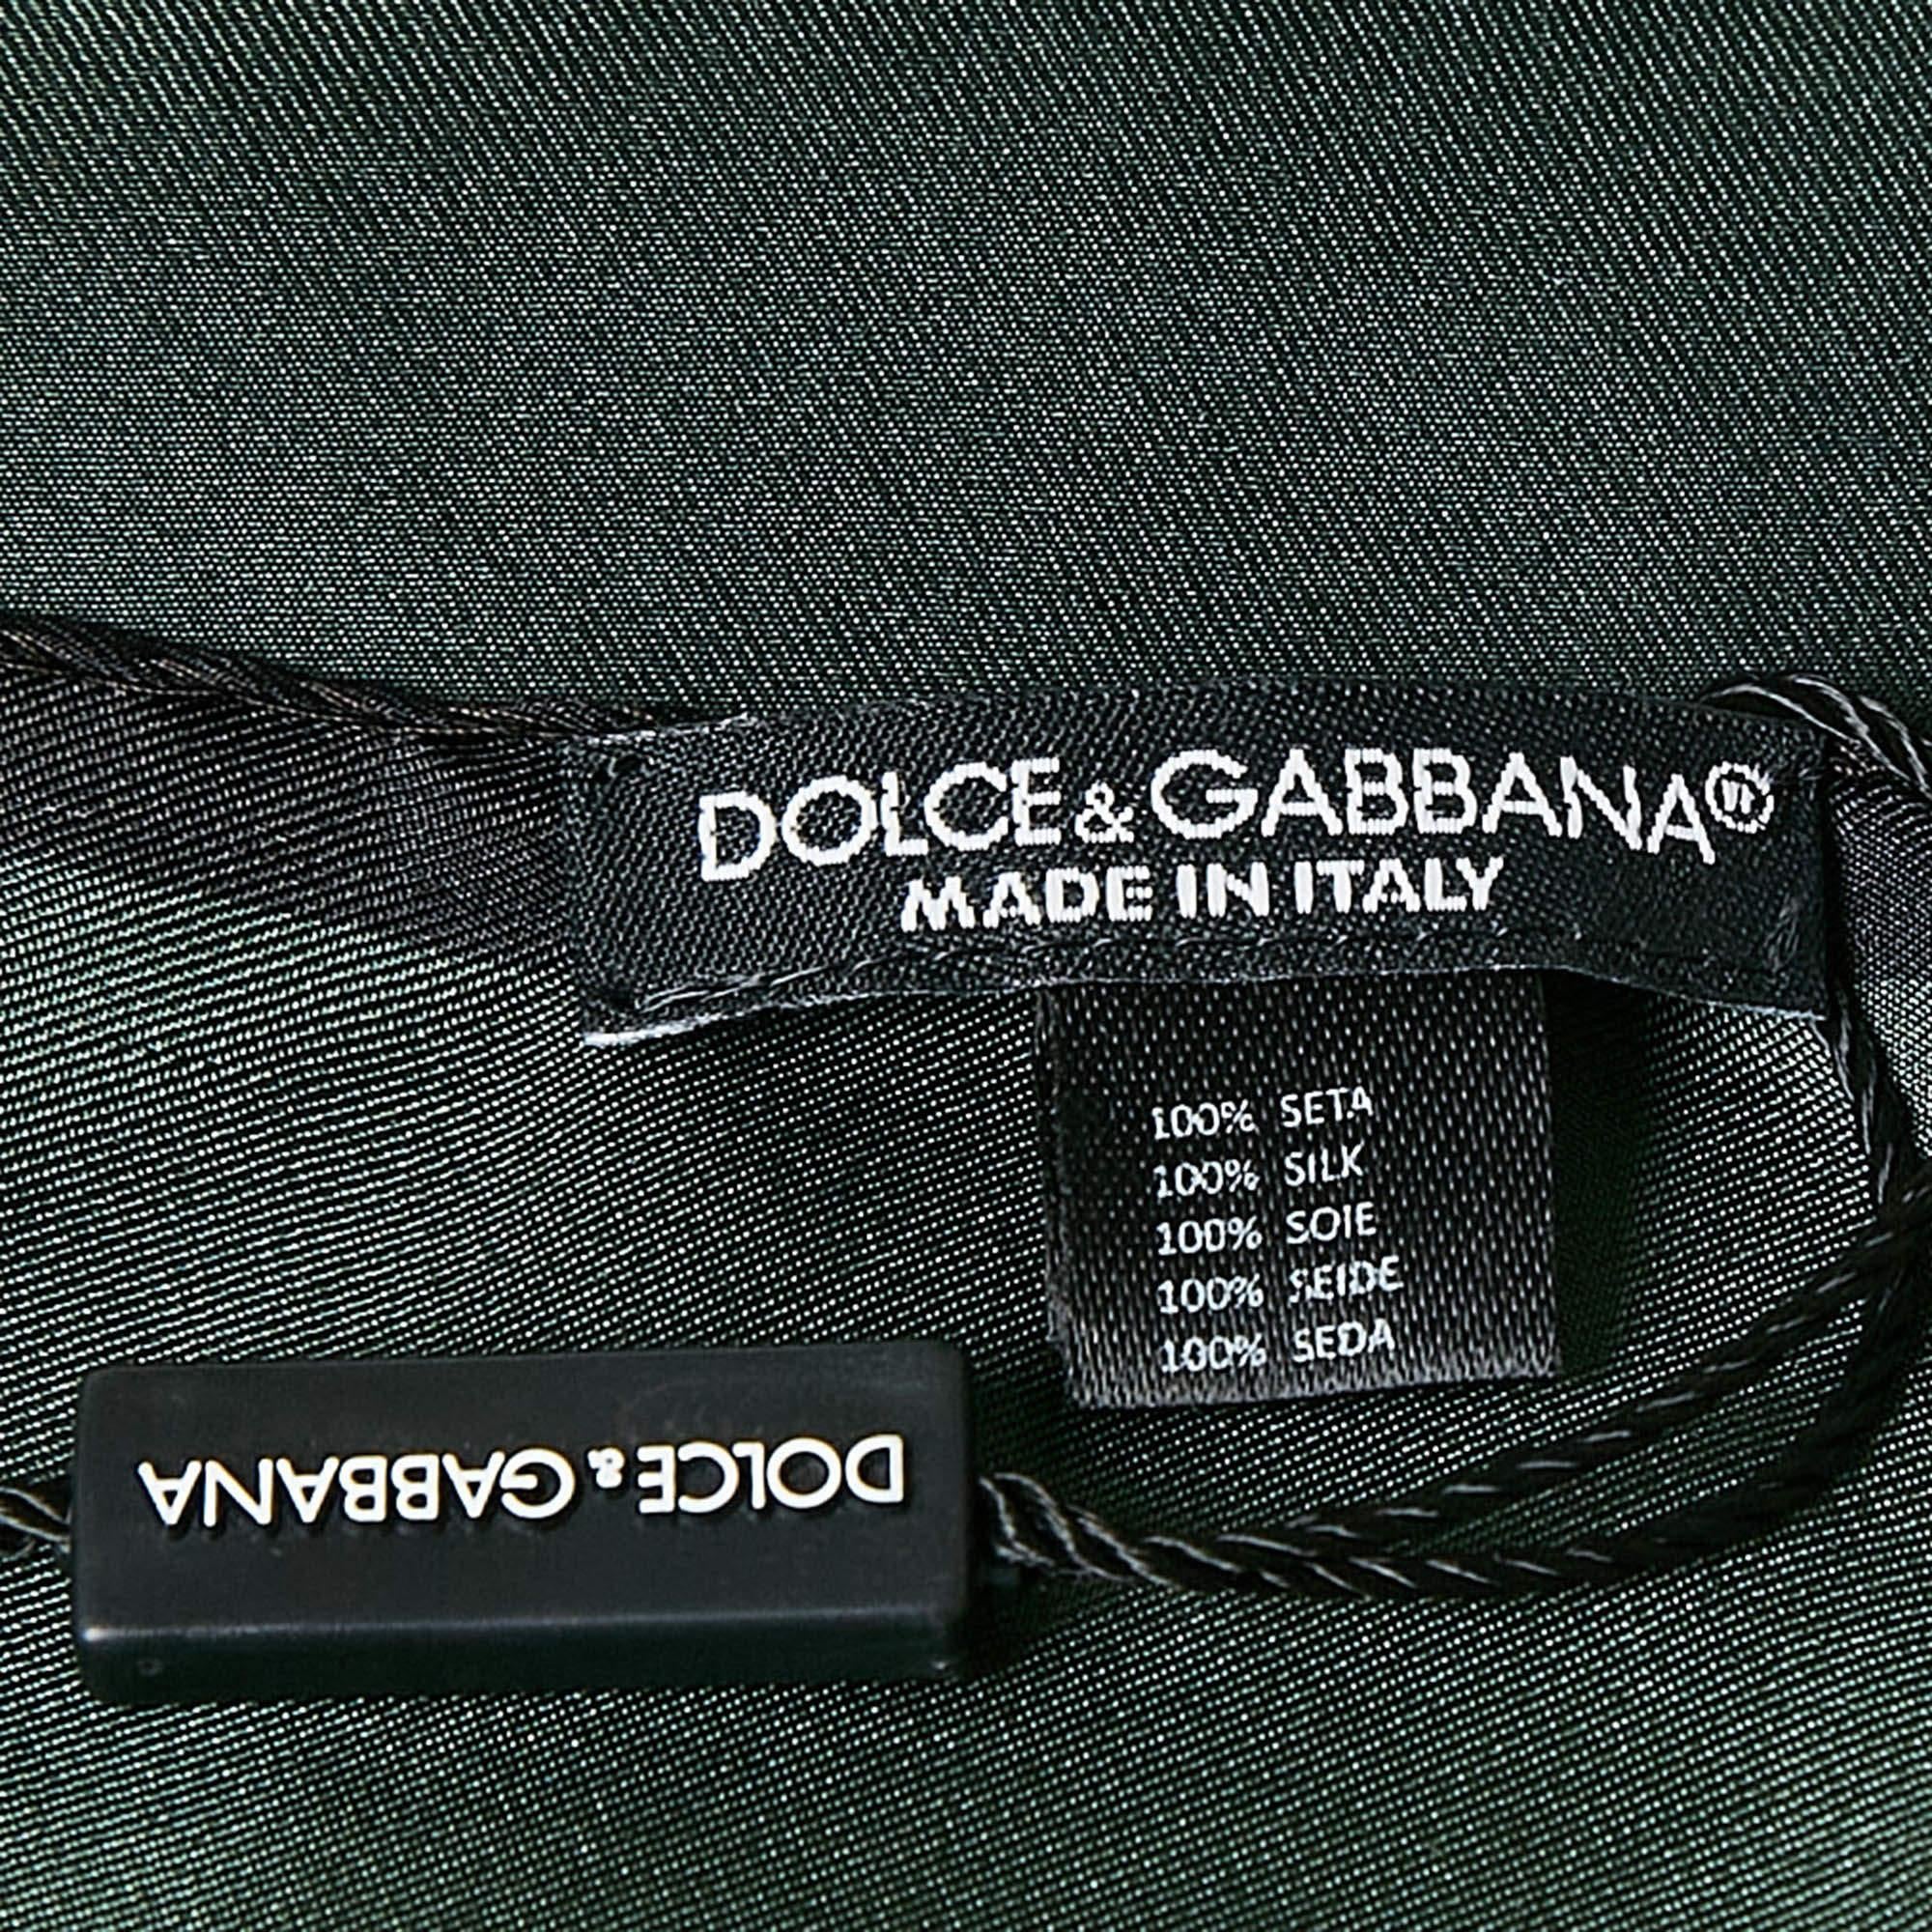 DOLCE&GABBANA®
MADE IN ITALY
100% SETA
100% SILK
100% SOIE
100% SEIDE
100% SEDA
DOLCE&GABBANA